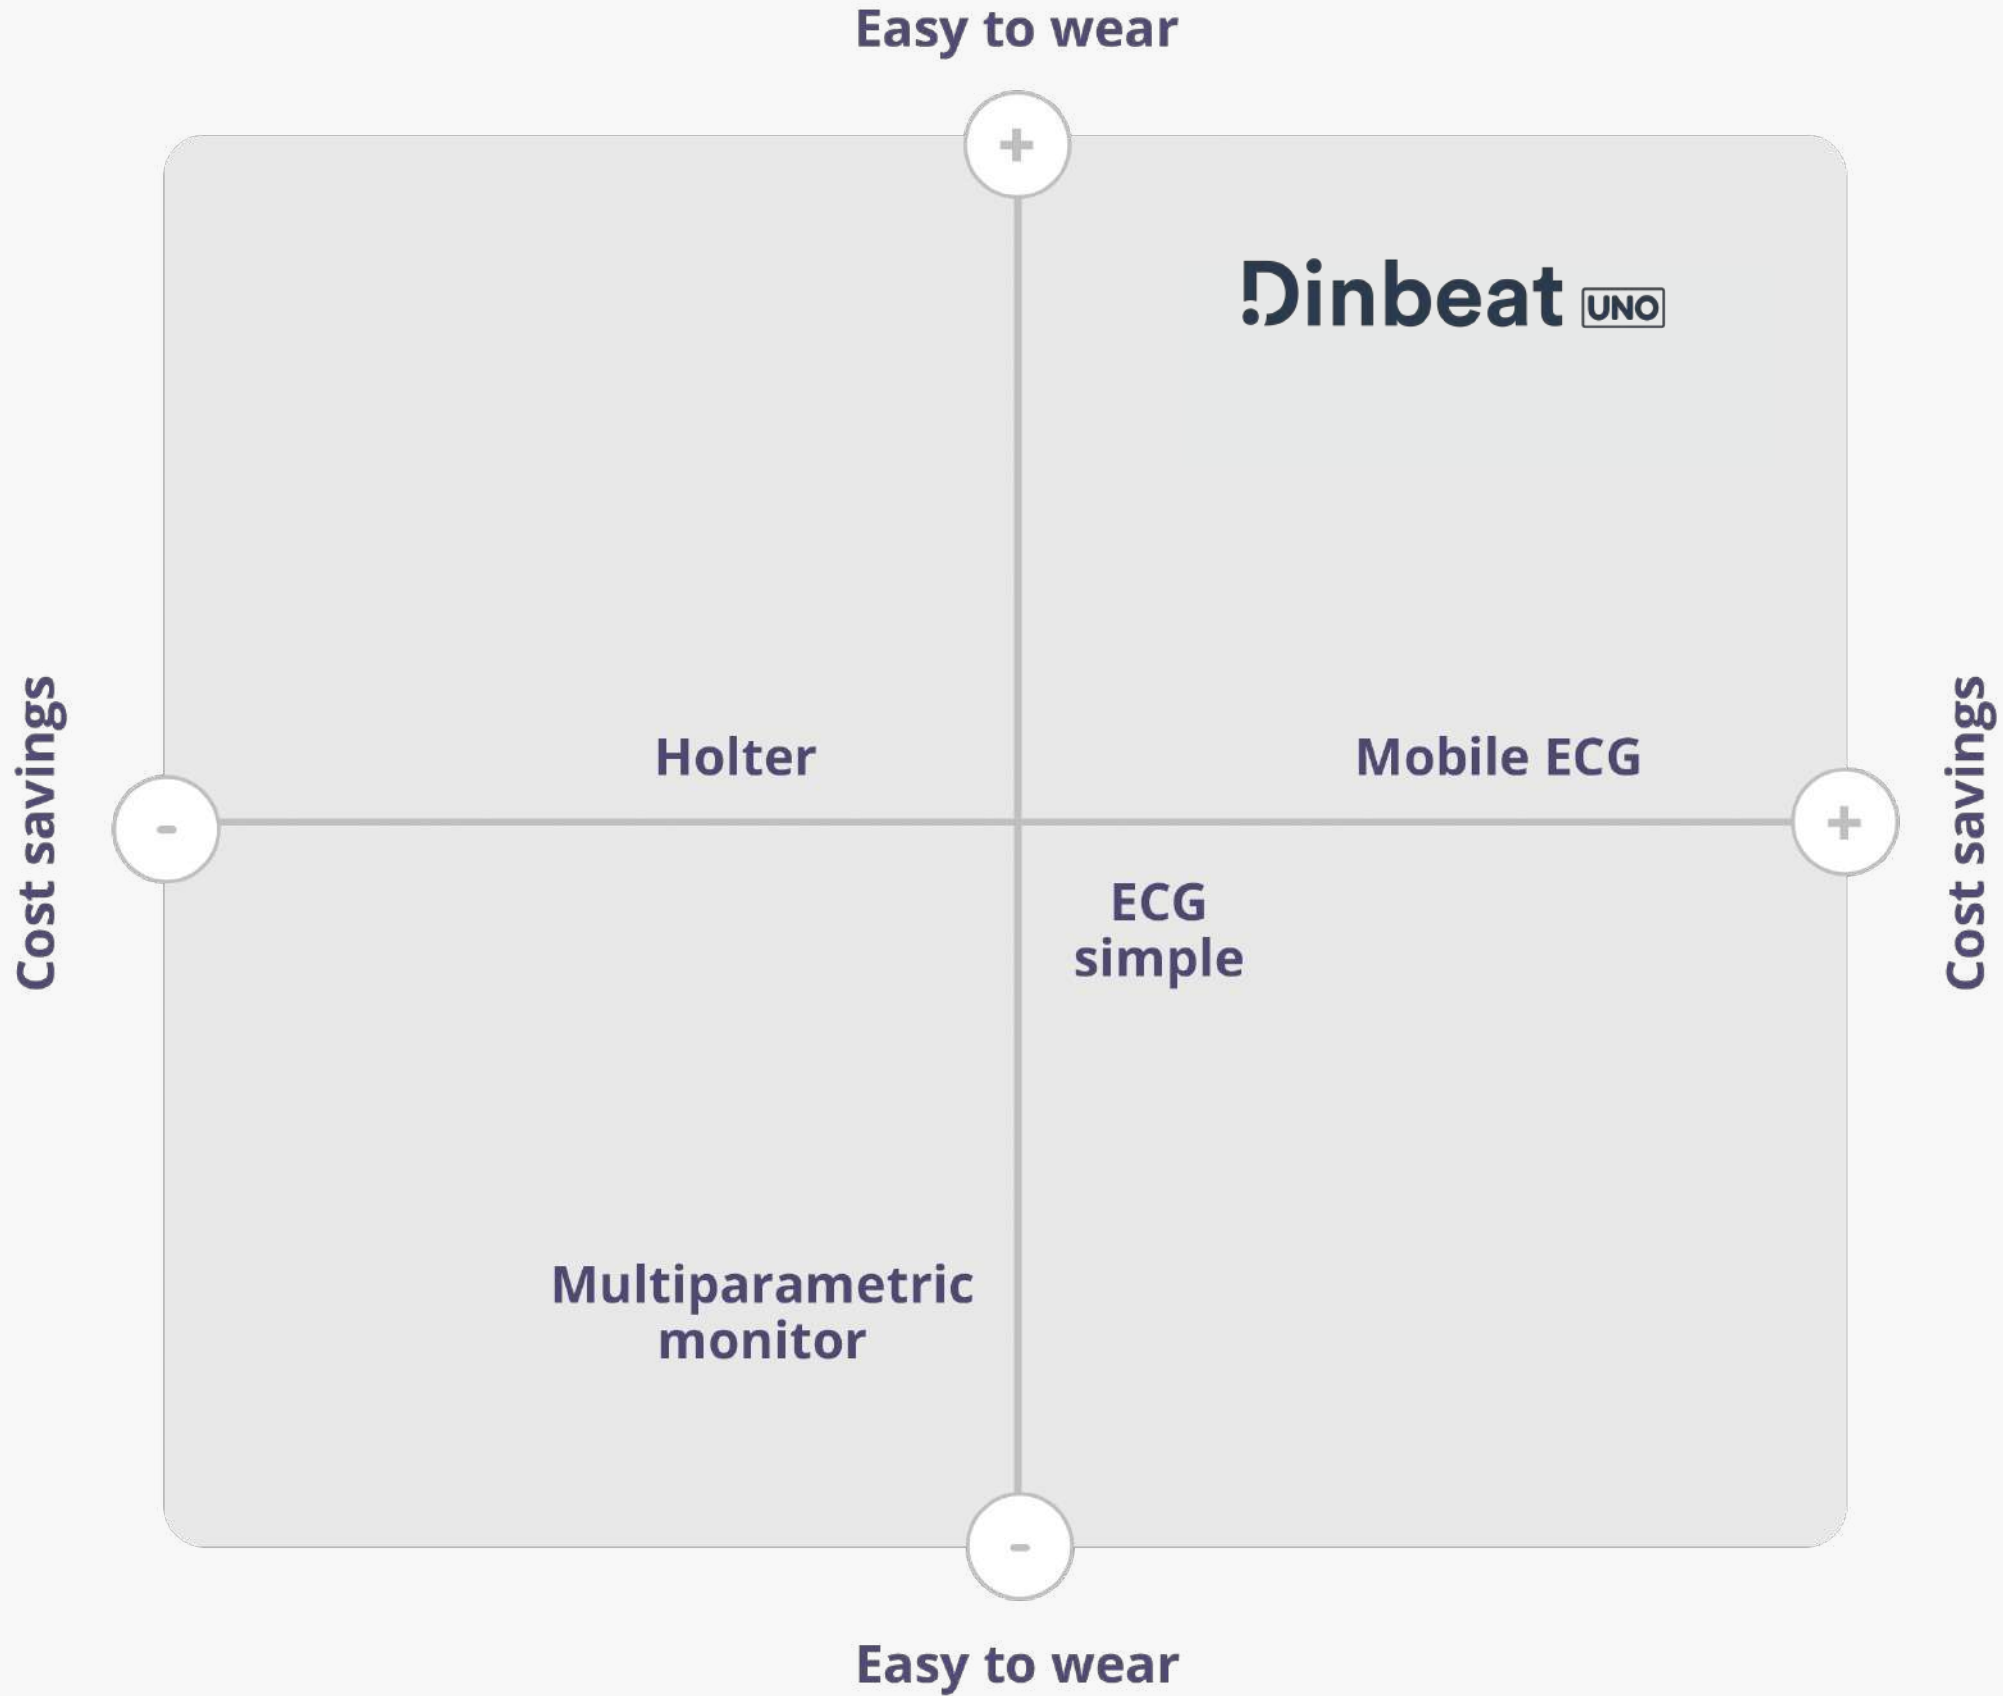 Easy to wear
+
Dinbeat UNO
Cost savings
Holter
Mobile ECG
Cost savings
-
+
ECG
simple
Multiparametric
monitor
-
Easy to wear